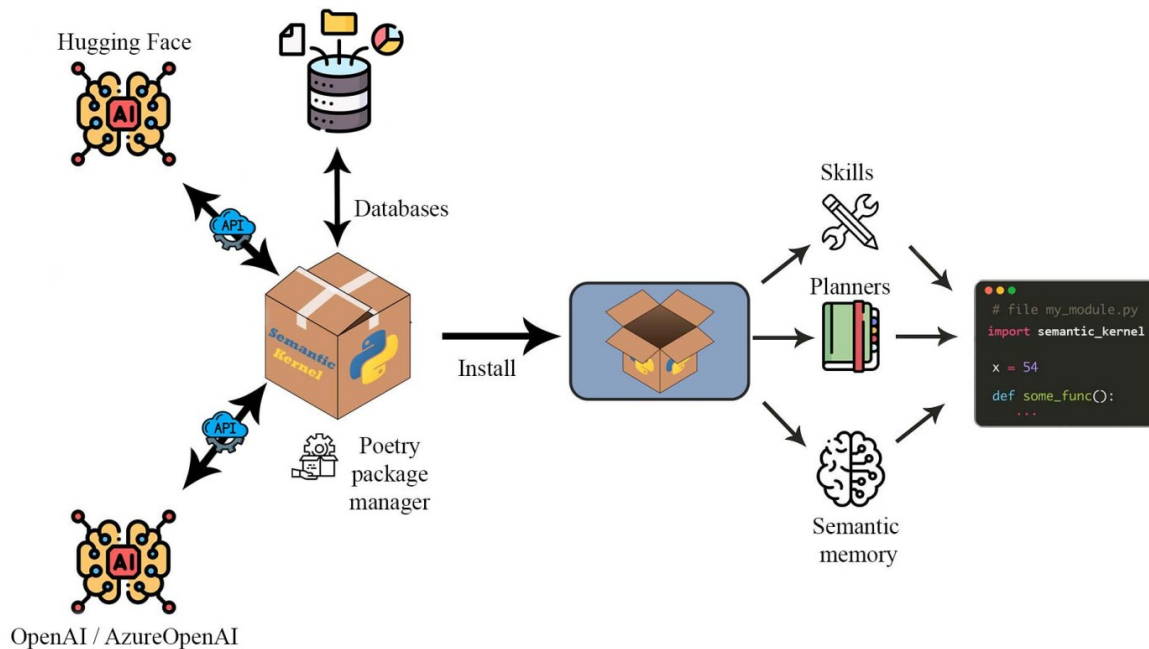 Hugging Face
AI
API
Databases
Semantic
Kernel
Poetry
package
manager
API
AI
OpenAI / AzureOpenAI
Install
Skills
Planners
Semantic
memory
# file my_module.py
import semantic_kernel
x = 54
def some_func():
...